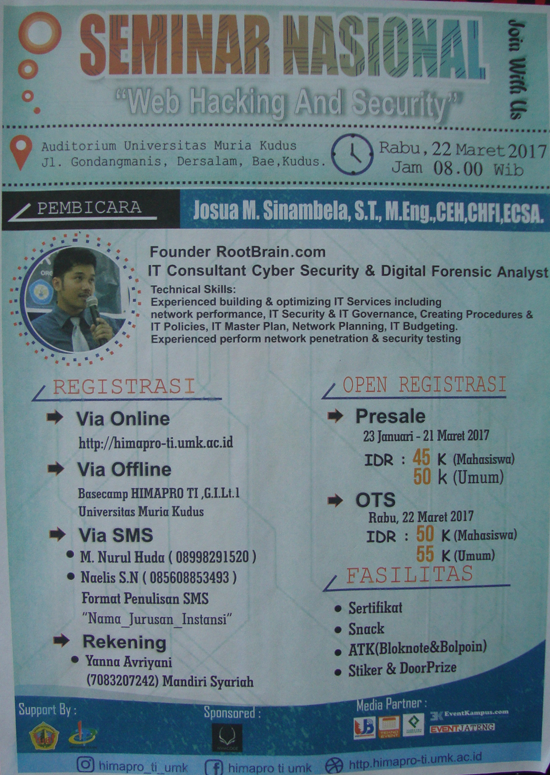 SEMINAR NASIONAL
Join With Us
"Web Hacking And Security"
Auditorium Universitas Muria Kudus
Jl. Gondangmanis, Dersalam, Bae,Kudus.
Rabu, 22 Maret 2017
Jam 08.00 Wib
PEMBICARA
Josua M. Sinambela, S.T., M.Eng.,CEH,CHFI,ECSA.
Founder RootBrain.com
IT Consultant Cyber Security & Digital Forensic Analyst
Technical Skills:
Experienced building & optimizing IT Services including
network performance, IT Security & IT Governance, Creating Procedures &
IT Policies, IT Master Plan, Network Planning, IT Budgeting.
Experienced perform network penetration & security testing
REGISTRASI
Via Online
http://himapro-ti.umk.ac.id
Via Offline
Basecamp HIMAPRO TI ,G.I.Lt.1
Universitas Muria Kudus
Via SMS
M. Nurul Huda ( 08998291520 )
Naelis S.N ( 085608853493 )
Format Penulisan SMS
"Nama_Jurusan_Instansi"
Rekening
Yanna Avriyani
(7083207242) Mandiri Syariah
OPEN REGISTRASI
Presale
23 Januari - 21 Maret 2017
IDR : 45 K (Mahasiswa)
50 k (Umum)
OTS
Rabu, 22 Maret 2017
IDR : 50 K (Mahasiswa)
55 K (Umum)
FASILITAS
Sertifikat
Snack
ATK(Bloknote&Bolpoin)
Stiker & DoorPrize
Support By :
Sponsored :
Media Partner :
EventKampus.com
EVENTJATENG
himapro_ti_umk
himapro ti umk
http.himapro-ti.umk.ac.id